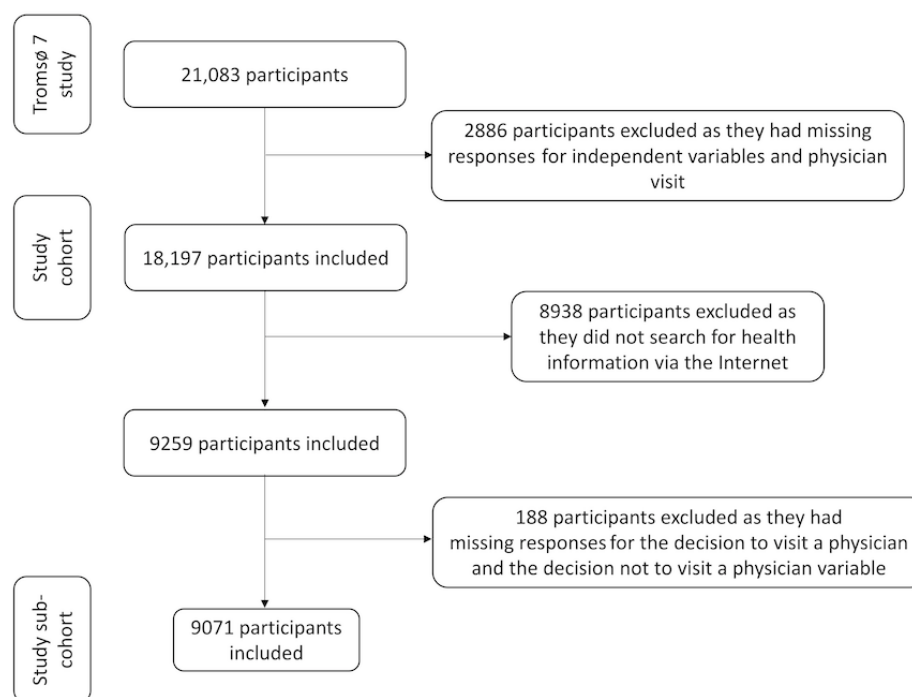 Tromsø 7
study
21,083 participants
2886 participants excluded as they had missing
responses for independent variables and physician
visit
Study
cohort
18,197 participants included
8938 participants excluded as
they did not search for health
information via the Internet
9259 participants included
188 participants excluded as they had
missing responses for the decision to visit a physician
and the decision not to visit a physician variable
Study sub-
cohort
9071 participants
included